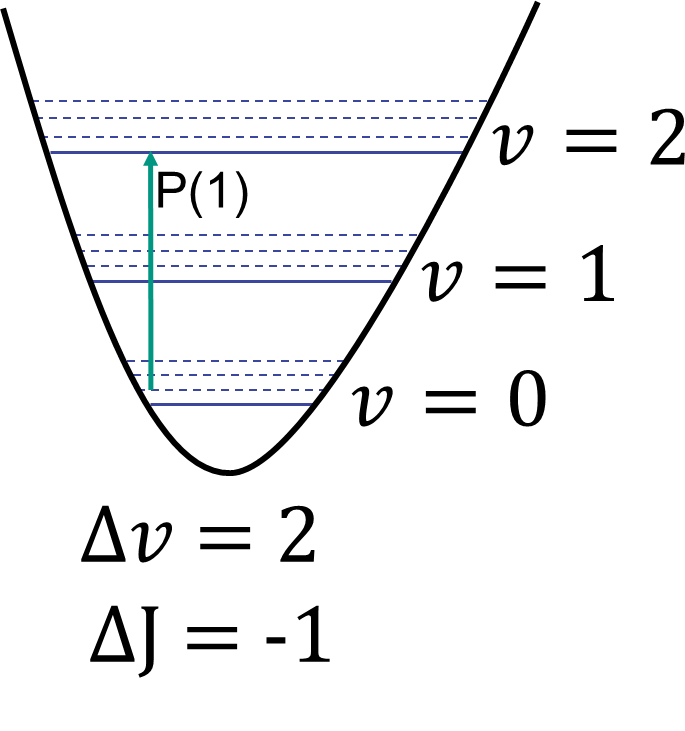 v = 2
P(1)
v = 1
v = 0
Δv = 2
ΔJ = -1